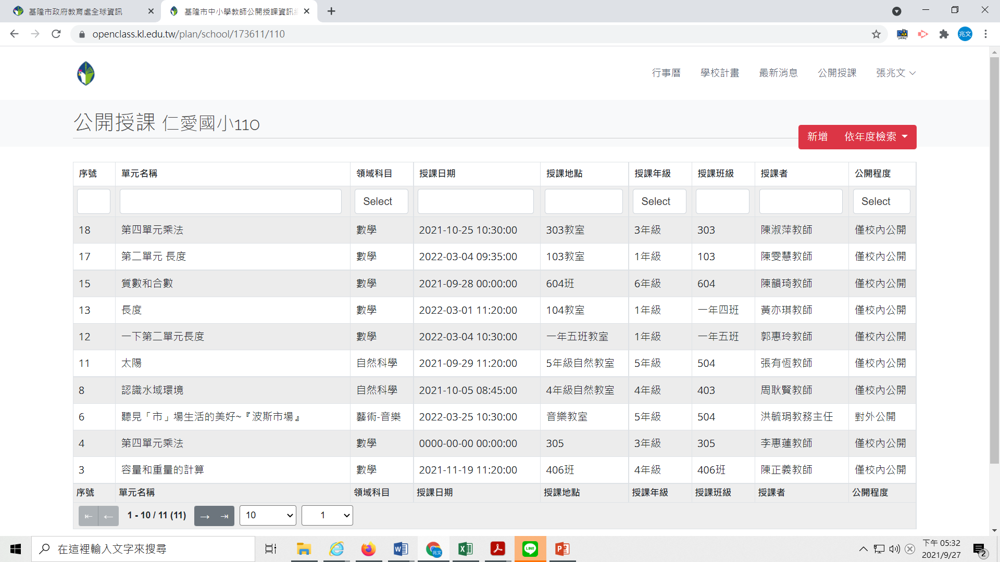 基隆市政府教育處全球資訊
基隆市中小學教師公開授課資訊
openclass.kl.edu.tw/plan/school/173611/110
兆文
行事曆 學校計畫 最新消息 公開授課 張兆文
公開授課 仁愛國小110
新增 依年度檢索
序號 單元名稱 領域科目 授課日期 授課地點 授課年級 授課班級 授課者 公開程度
Select Select Select
18 第四單元乘法 數學 2021-10-25 10:30:00 303教室 3年級 303 陳淑萍教師 僅校內公開
17 第二單元 長度 數學 2022-03-04 09:35:00 103教室 1年級 103 陳雯慧教師 僅校內公開
15 質數和合數 數學 2021-09-28 00:00:00 604班 6年級 604 陳韻琦教師 僅校內公開
13 長度 數學 2022-03-01 11:20:00 104教室 1年級 一年四班 黃亦琪教師 僅校內公開
12 一下第二單元長度 數學 2022-03-04 10:30:00 一年五班教室 1年級 一年五班 郭惠玲教師 僅校內公開
11 太陽 自然科學 2021-09-29 11:20:00 5年級自然教室 5年級 504 張有恆教師 僅校內公開
8 認識水域環境 自然科學 2021-10-05 08:45:00 4年級自然教室 4年級 403 周耿賢教師 僅校內公開
6 聽見「市」場生活的美好~『波斯市場』 藝術-音樂 2022-03-25 10:30:00 音樂教室 5年級 504 洪毓琄教務主任 對外公開
4 第四單元乘法 數學 0000-00-00 00:00:00 305 3年級 305 李惠蓮教師 僅校內公開
3 容量和重量的計算 數學 2021-11-19 11:20:00 406班 4年級 406班 陳正義教師 僅校內公開
序號 單元名稱 領域科目 授課日期 授課地點 授課年級 授課班級 授課者 公開程度
1 - 10 / 11 (11) 10 1
在這裡輸入文字來搜尋
兆文
LINE
下午 05:32
2021/9/27
2